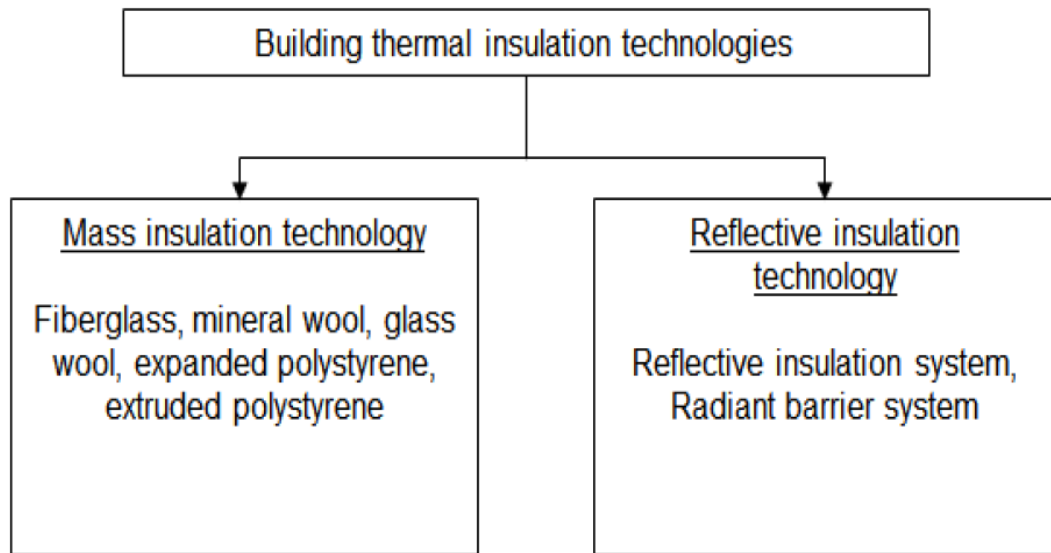 Building thermal insulation technologies
Mass insulation technology
Fiberglass, mineral wool, glass
wool, expanded polystyrene,
extruded polystyrene
Reflective insulation
technology
Reflective insulation system,
Radiant barrier system